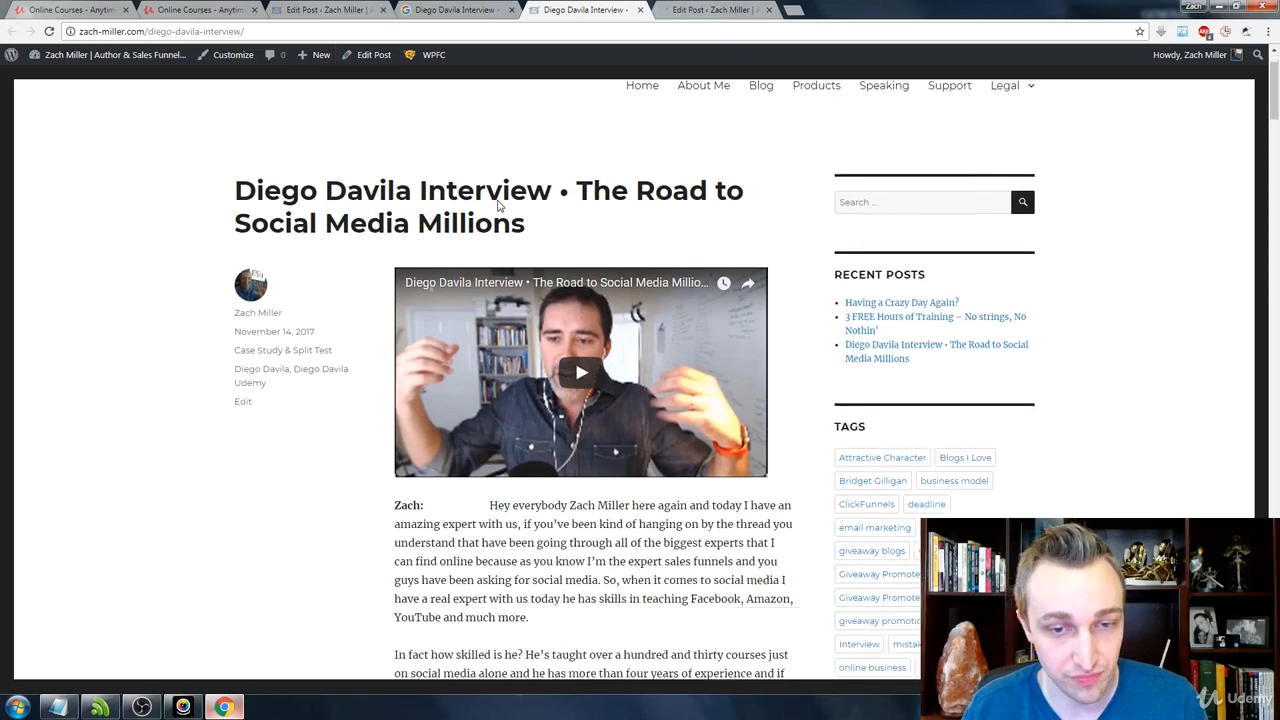 Online Courses - Anytim
Online Courses - Anytim
Edit Post ‹ Zach Miller | A
Diego Davila Interview -
Diego Davila Interview •
Edit Post ‹ Zach Miller | A
Zach
zach-miller.com/diego-davila-interview/
Zach Miller | Author & Sales Funnel...
Customize
0
New
Edit Post
WPFC
Howdy, Zach Miller
Home
About Me
Blog
Products
Speaking
Support
Legal
Diego Davila Interview • The Road to
Social Media Millions
Search …
Zach Miller
November 14, 2017
Case Study & Split Test
Diego Davila, Diego Davila
Udemy
Edit
Diego Davila Interview • The Road to Social Media Millio...
Zach: Hey everybody Zach Miller here again and today I have an
amazing expert with us, if you’ve been kind of hanging on by the thread you
understand that have been going through all of the biggest experts that I
can find online because as you know I’m the expert sales funnels and you
guys have been asking for social media. So, when it comes to social media I
have a real expert with us today he has skills in teaching Facebook, Amazon,
YouTube and much more.
In fact how skilled is he? He’s taught over a hundred and thirty courses just
on social media alone and he has more than four years of experience and if
RECENT POSTS
Having a Crazy Day Again?
3 FREE Hours of Training – No strings, No
Nothin’
Diego Davila Interview • The Road to Social
Media Millions
TAGS
Attractive Character
Blogs I Love
Bridget Gilligan
business model
ClickFunnels
deadline
email marketing
giveaway blogs
Giveaway Promote
Giveaway Promote
giveaway promotio
Interview
mistak
online business
Udemy